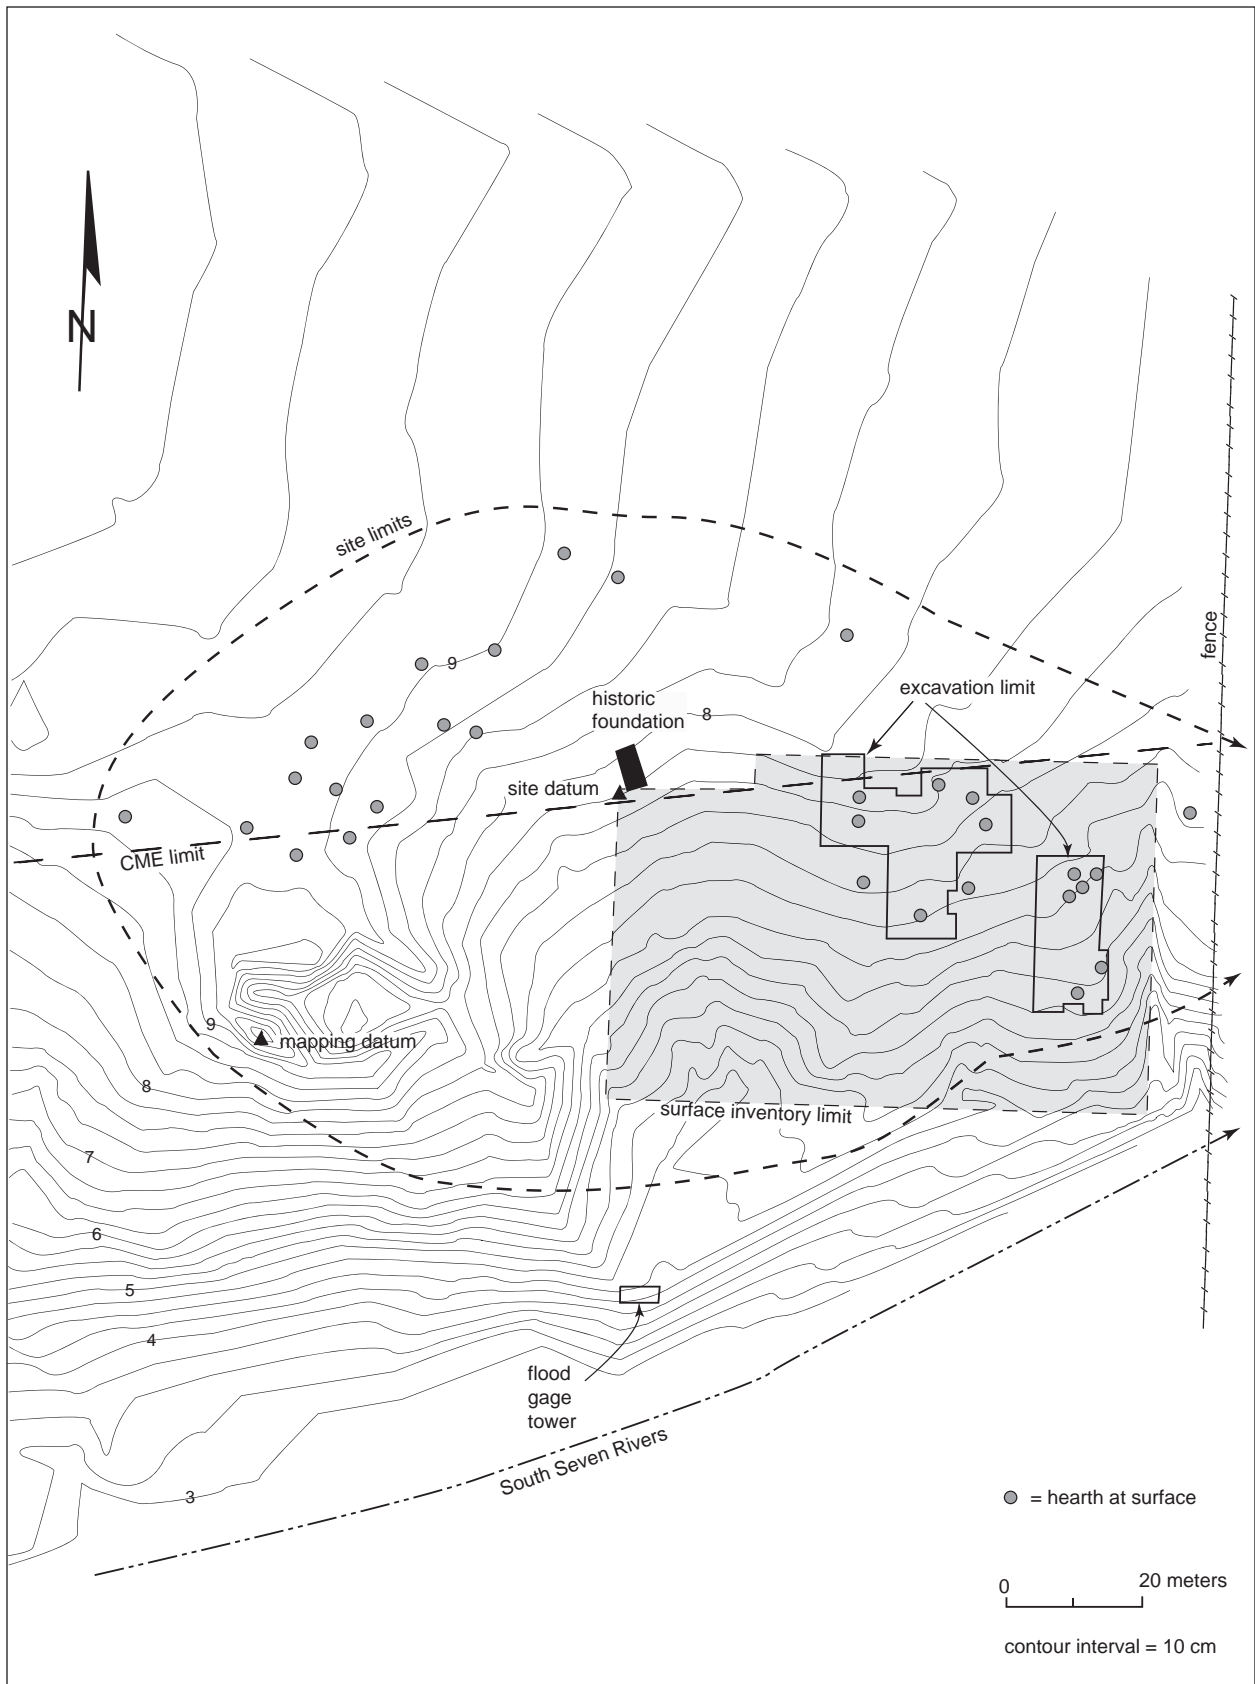 N
site limits
fence
9
excavation limit
historic
foundation
8
site datum
CME limit
9
mapping datum
8
surface inventory limit
7
6
5
4
flood
gage
tower
South Seven Rivers
3
= hearth at surface
0
20 meters
contour interval = 10 cm